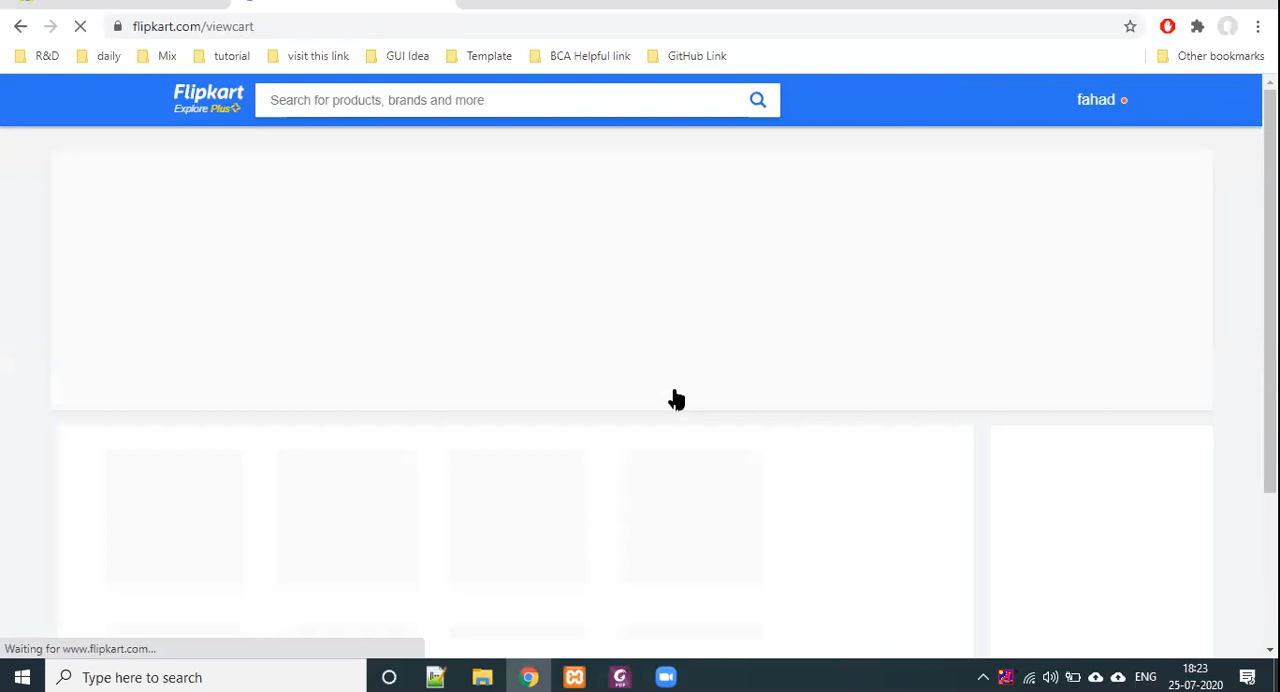 flipkart.com/viewcart
R&D daily Mix tutorial visit this link GUI Idea Template BCA Helpful link GitHub Link Other bookmarks
Flipkart
Explore Plus
Search for products, brands and more
fahad
Waiting for www.flipkart.com...
Type here to search
ENG
18:23
25-07-2020